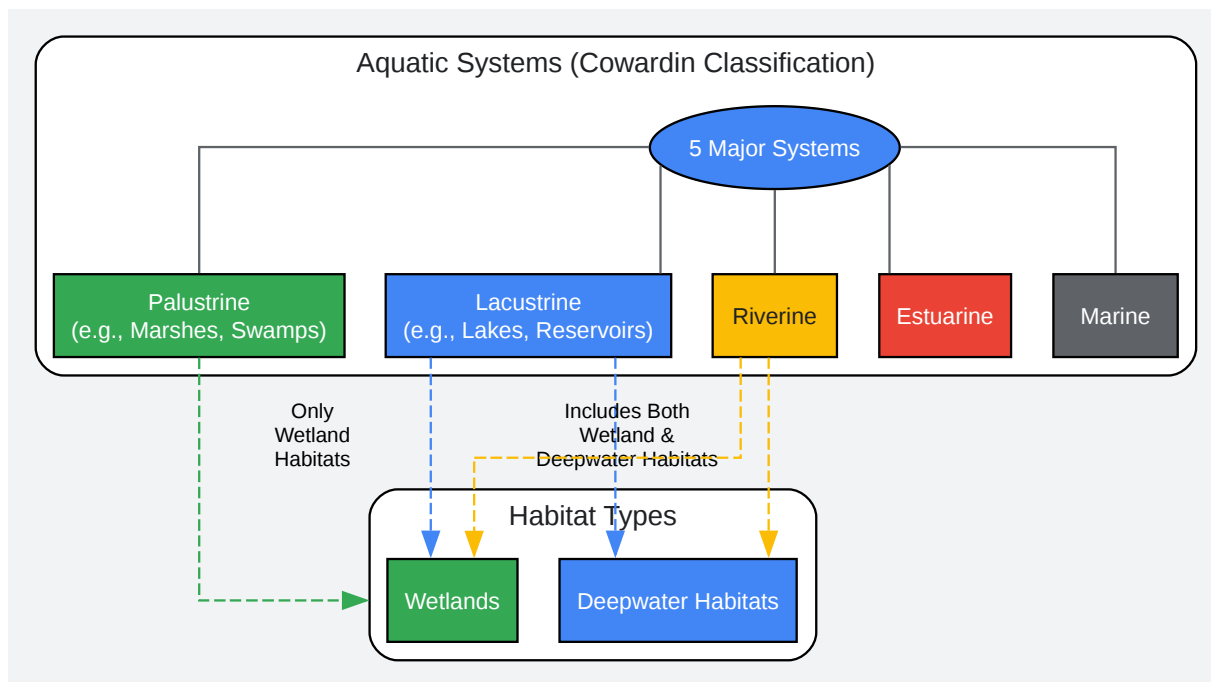 Aquatic Systems (Cowardin Classification)
5 Major Systems
Palustrine
(e.g., Marshes, Swamps)
Lacustrine
(e.g., Lakes, Reservoirs)
Riverine
Estuarine
Marine
Only
Wetland
Habitats
Includes Both
Wetland &
Deepwater Habitats
Habitat Types
Wetlands
Deepwater Habitats